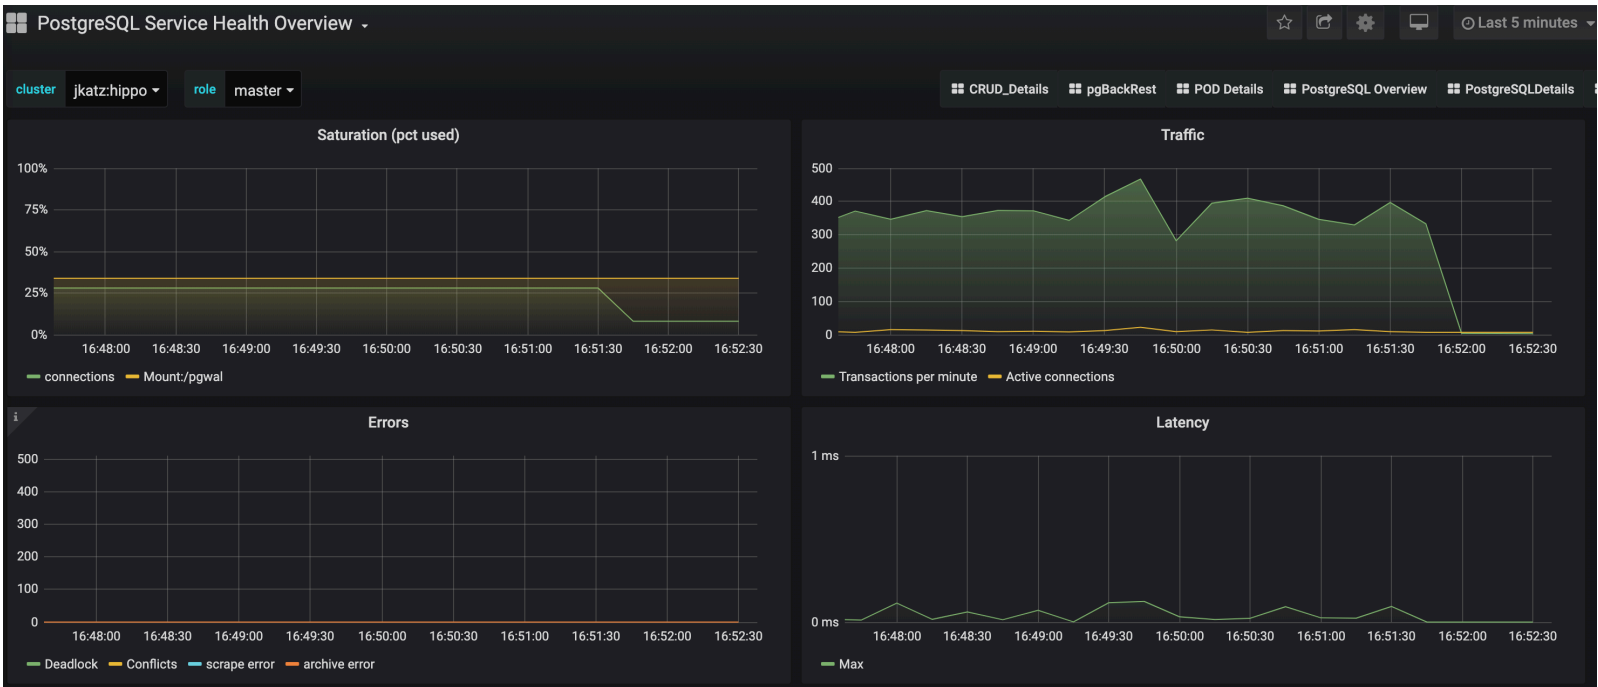 PostgreSQL Service Health Overview
Last 5 minutes
cluster jkatz:hippo role master
CRUD_Details pgBackRest POD Details PostgreSQL Overview PostgreSQLDetails
Saturation (pct used)
100%
75%
50%
25%
0%
16:48:00 16:48:30 16:49:00 16:49:30 16:50:00 16:50:30 16:51:00 16:51:30 16:52:00 16:52:30
connections Mount:/pgwal
Traffic
500
400
300
200
100
0
16:48:00 16:48:30 16:49:00 16:49:30 16:50:00 16:50:30 16:51:00 16:51:30 16:52:00 16:52:30
Transactions per minute Active connections
i
Errors
500
400
300
200
100
0
16:48:00 16:48:30 16:49:00 16:49:30 16:50:00 16:50:30 16:51:00 16:51:30 16:52:00 16:52:30
Deadlock Conflicts scrape error archive error
Latency
1 ms
0 ms
16:48:00 16:48:30 16:49:00 16:49:30 16:50:00 16:50:30 16:51:00 16:51:30 16:52:00 16:52:30
Max